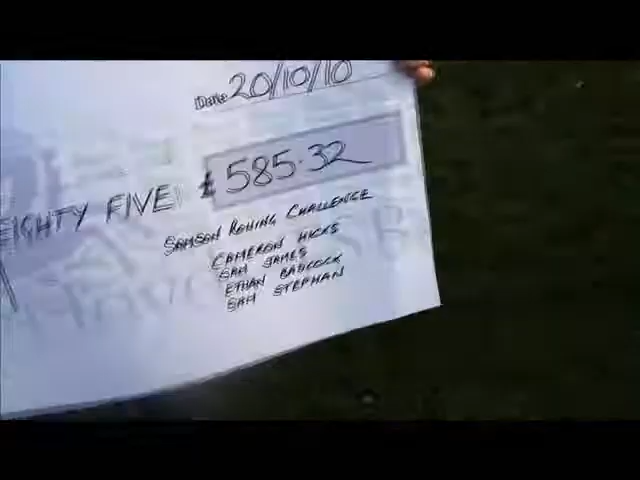 Date 20/10/10
£ 585.32
EIGHTY FIVE
SAMSON ROWING CHALLENGE
CAMERON HICKS
SAM JAMES
ETHAN BABCOCK
SAM STEPHAN